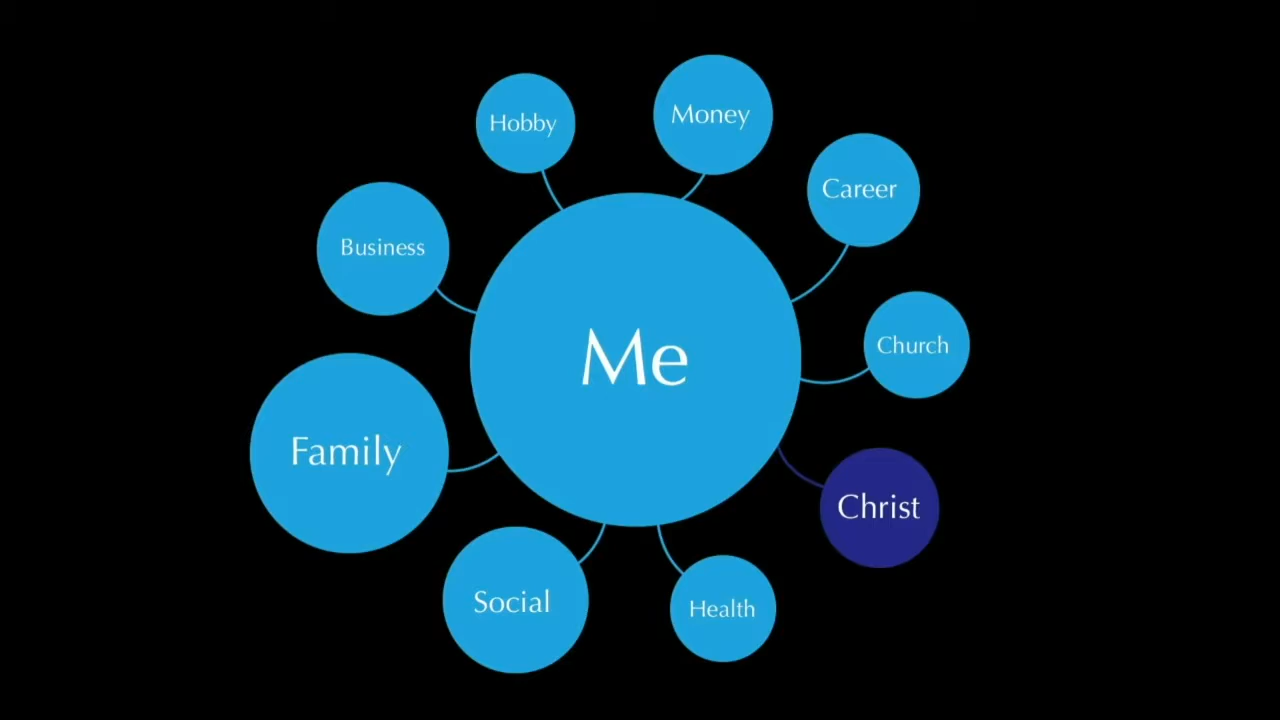 Hobby
Money
Career
Business
Church
Me
Family
Christ
Social
Health